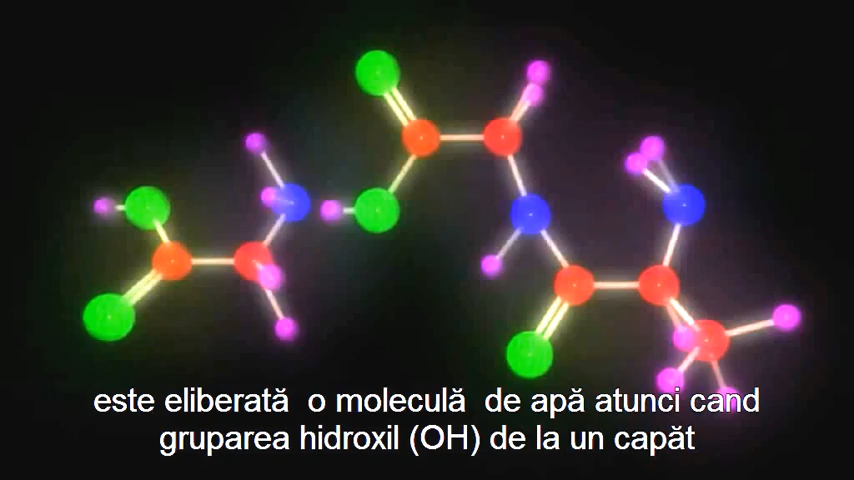 este eliberată  o moleculă  de apă atunci cand
gruparea hidroxil (OH) de la un capăt